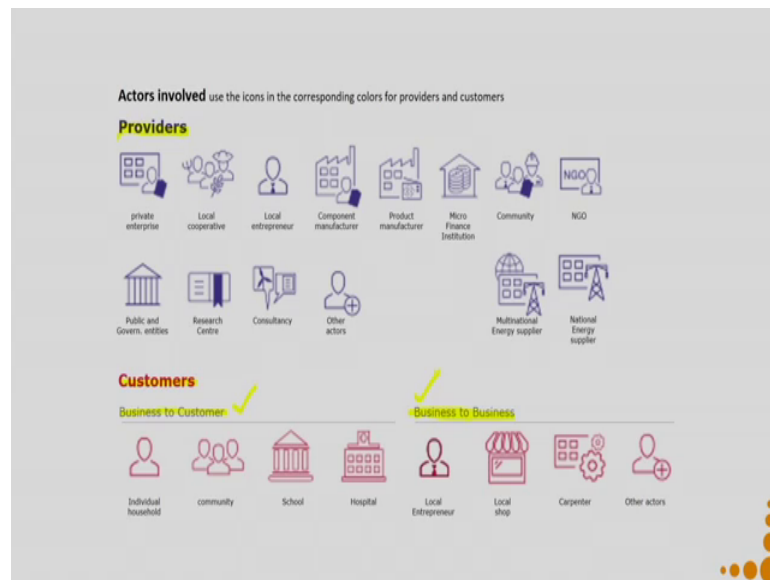 Actors involved use the icons in the corresponding colors for providers and customers
Providers
private
enterprise
Local
cooperative
Local
entrepreneur
Component
manufacturer
Product
manufacturer
Micro
Finance
Institution
Community
NGO
NGO
Public and
Govern. entities
Research
Centre
Consultancy
Other
actors
Multinational
Energy supplier
National
Energy
supplier
Customers
Business to Customer
Business to Business
Individual
household
community
School
Hospital
Local
Entrepreneur
Local
shop
Carpenter
Other actors